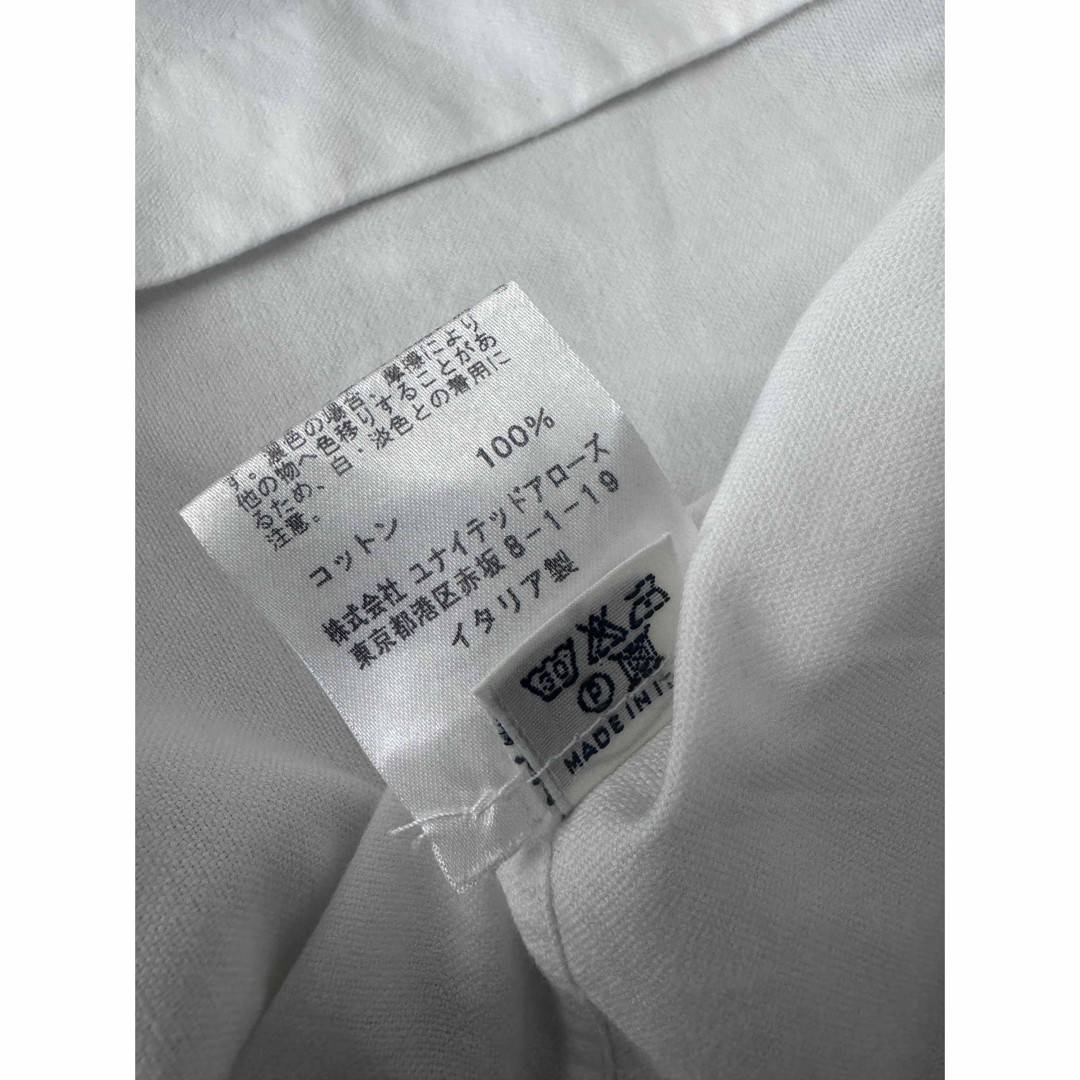 す。濃色の場合、摩擦により
他の物へ色移りすることがあ
るため、白・淡色との着用に
注意。
コットン 100%
株式会社 ユナイテッドアローズ
東京都港区赤坂8-1-19
イタリア製
30
P
MADE IN